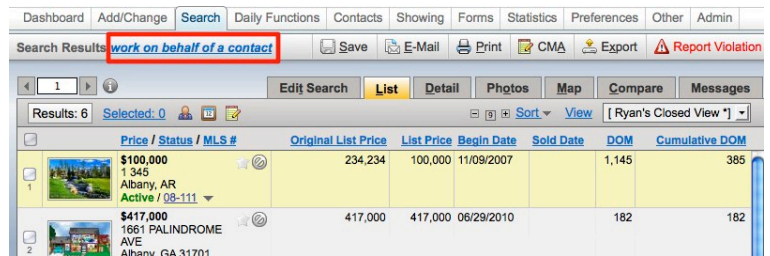 Dashboard Add/Change Search Daily Functions Contacts Showing Forms Statistics Preferences Other Admin
Search Results work on behalf of a contact Save E-Mail Print CMA Export Report Violation
1
Edit Search List Detail Photos Map Compare Messages
Results: 6 Selected: 0 9 Sort View [ Ryan's Closed View *]
Price / Status / MLS # Original List Price List Price Begin Date Sold Date DOM Cumulative DOM
$100,000 234,234 100,000 11/09/2007 1,145 385
1 345
Albany, AR
1 Active / 08-111
$417,000 417,000 417,000 06/29/2010 182 182
1661 PALINDROME
AVE
2 Albany, GA 31701